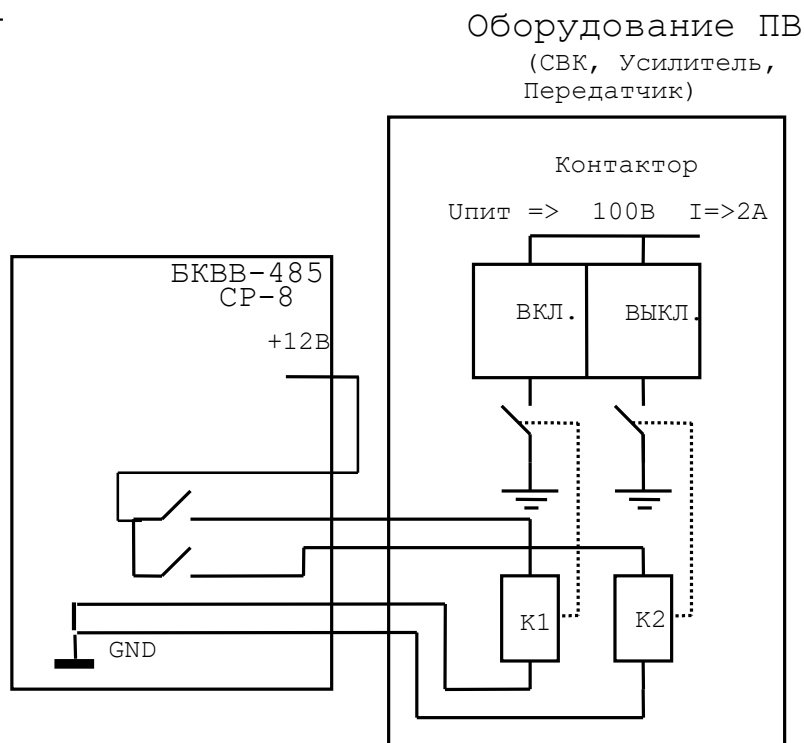 Оборудование ПВ
(СВК, Усилитель,
Передатчик)
Контактор
Uпит => 100В I=>2А
БКВВ-485
СР-8
+12В
ВКЛ.
ВЫКЛ.
К1
К2
GND